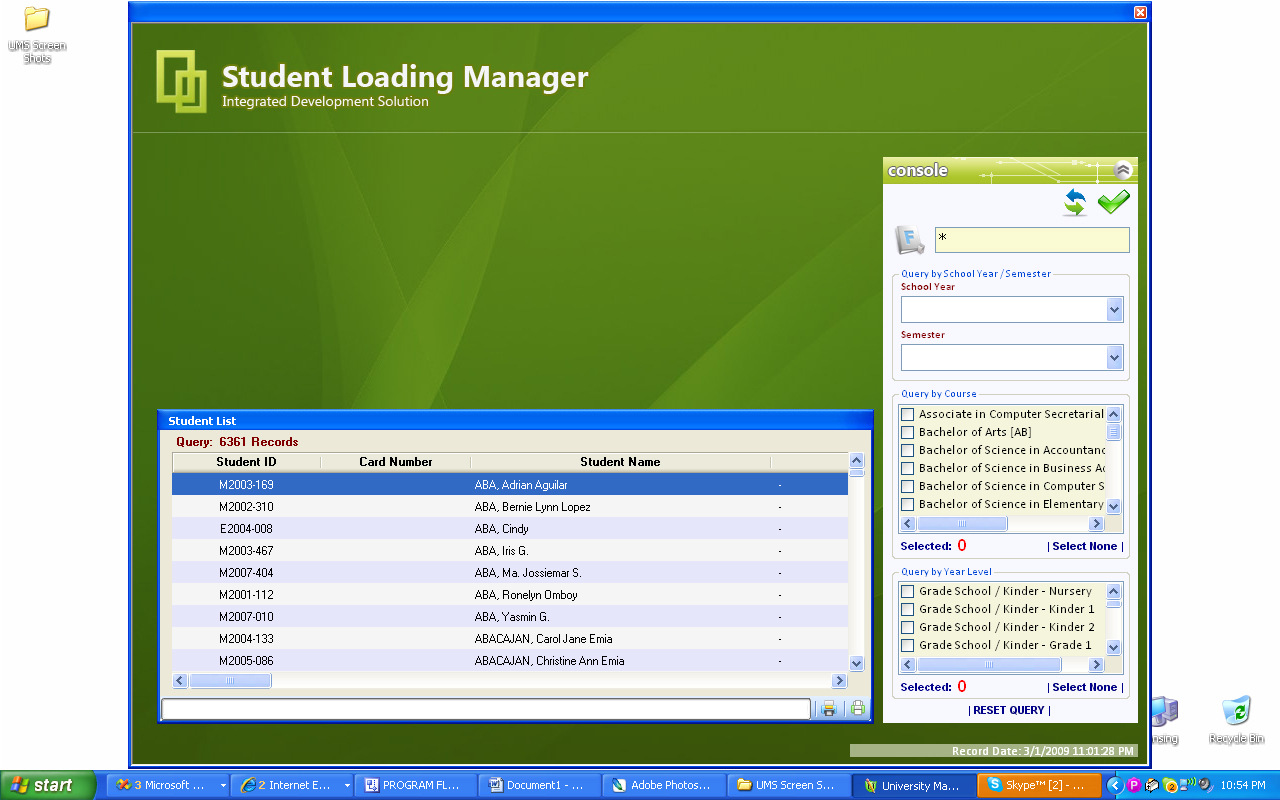 UMS Screen
Shots
Student Loading Manager
Integrated Development Solution
console
*
Query by School Year / Semester
School Year
Semester
Query by Course
Associate in Computer Secretarial
Bachelor of Arts [AB]
Bachelor of Science in Accountanc
Bachelor of Science in Business Ac
Bachelor of Science in Computer S
Bachelor of Science in Elementary
Selected: 0 | Select None |
Query by Year Level
Grade School / Kinder - Nursery
Grade School / Kinder - Kinder 1
Grade School / Kinder - Kinder 2
Grade School / Kinder - Grade 1
Selected: 0 | Select None |
| RESET QUERY |
Student List
Query: 6361 Records
Student ID Card Number Student Name
M2003-169 ABA, Adrian Aguilar -
M2002-310 ABA, Bernie Lynn Lopez -
E2004-008 ABA, Cindy -
M2003-467 ABA, Iris G. -
M2007-404 ABA, Ma. Jossiemar S. -
M2001-112 ABA, Ronelyn Omboy -
M2007-010 ABA, Yasmin G. -
M2004-133 ABACAJAN, Carol Jane Emia -
M2005-086 ABACAJAN, Christine Ann Emia -
Record Date: 3/1/2009 11:01:28 PM
nsing
Recycle Bin
start
3 Microsoft ...
2 Internet E...
PROGRAM FL...
Document1 - ...
Adobe Photos...
UMS Screen S...
University Ma...
Skype™ [2] - ...
10:54 PM